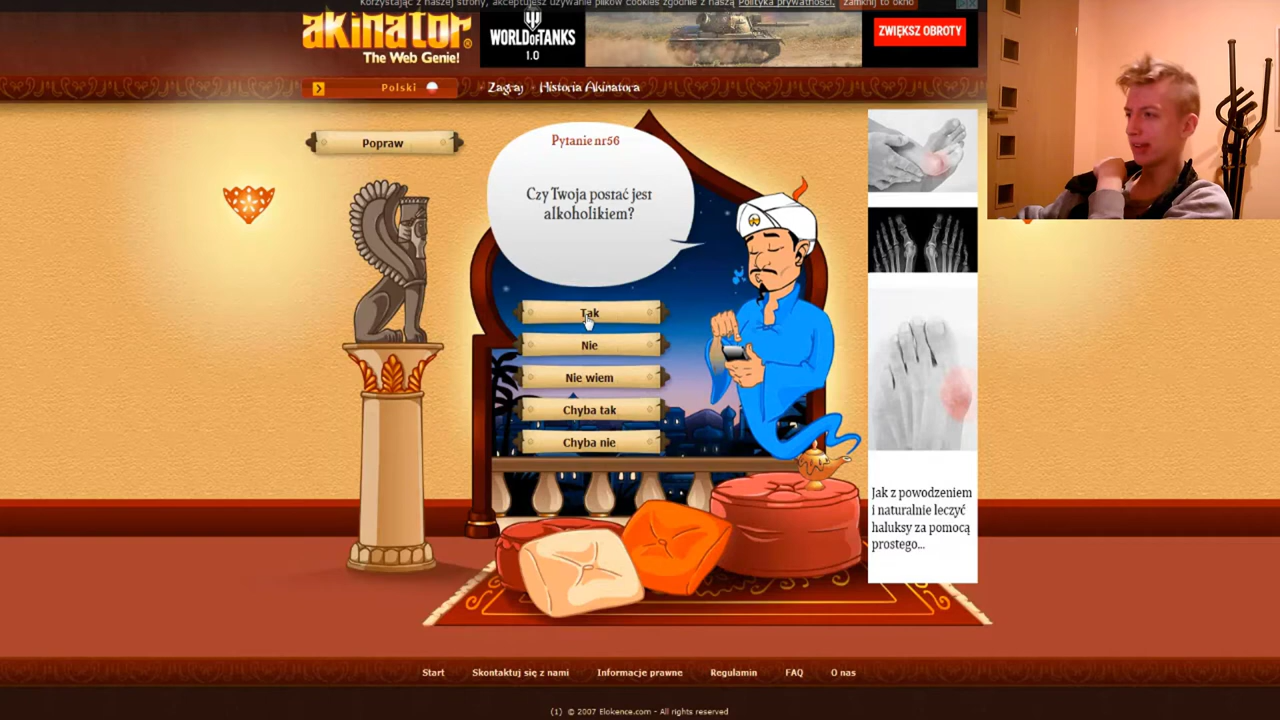 Korzystając z naszej strony, akceptujesz używanie plików cookies zgodnie z naszą Polityka prywatności. zamknij to okno
akinator®
The Web Genie!
WORLD OF TANKS
1.0
ZWIĘKSZ OBROTY
Polski
Zagraj
Historia Akinatora
Popraw
Pytanie nr56
Czy Twoja postać jest
alkoholikiem?
Tak
Nie
Nie wiem
Chyba tak
Chyba nie
Jak z powodzeniem
i naturalnie leczyć
haluksy za pomocą
prostego...
Start
Skontaktuj się z nami
Informacje prawne
Regulamin
FAQ
O nas
(1) © 2007 Elokence.com - All rights reserved